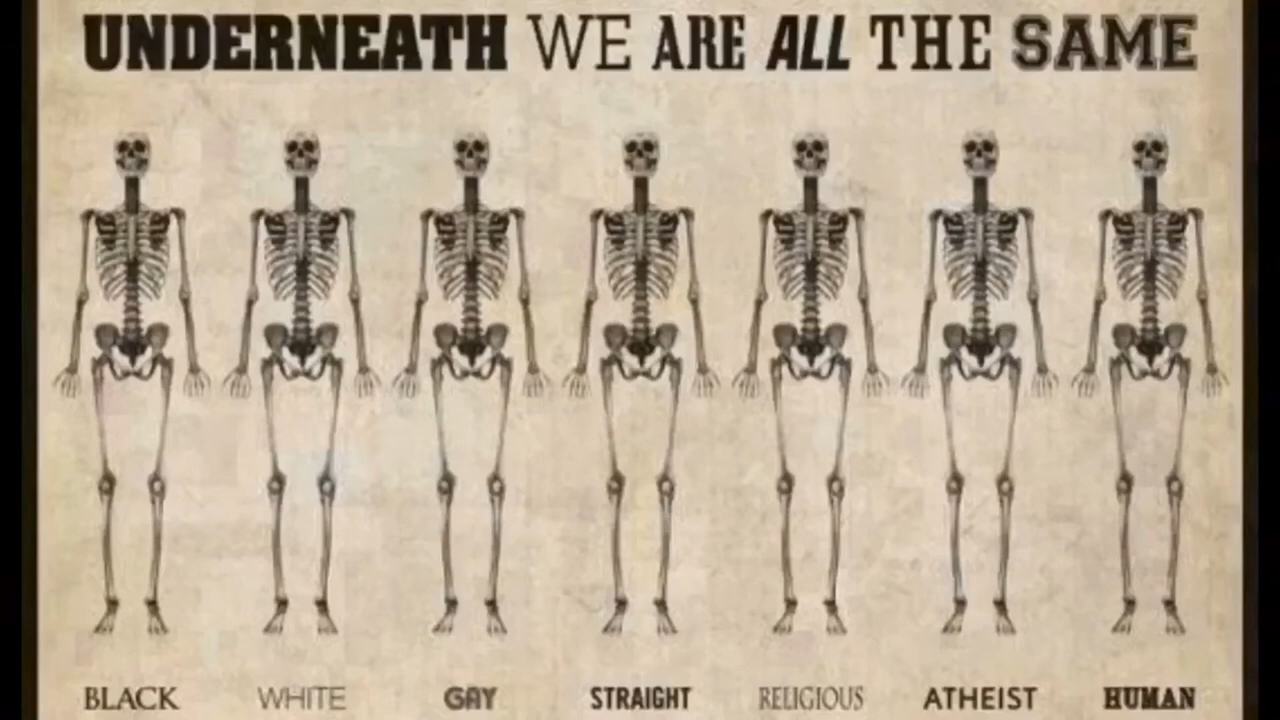 UNDERNEATH WE ARE ALL THE SAME
BLACK WHITE GAY STRAIGHT RELIGIOUS ATHEIST HUMAN